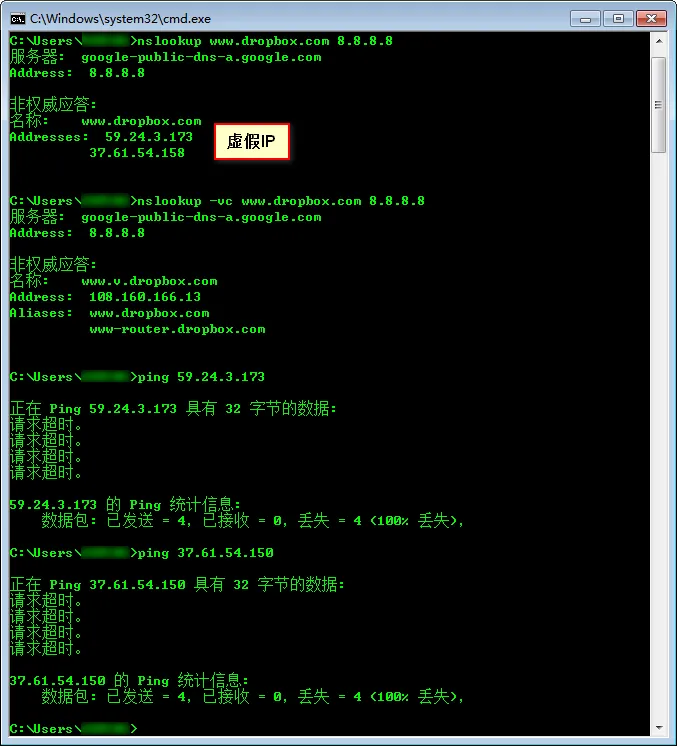 C:\Windows\system32\cmd.exe
C:\Users\ >nslookup www.dropbox.com 8.8.8.8
服务器: google-public-dns-a.google.com
Address: 8.8.8.8
非权威应答:
名称: www.dropbox.com
Addresses: 59.24.3.173
37.61.54.158
虚假IP
C:\Users\ >nslookup -vc www.dropbox.com 8.8.8.8
服务器: google-public-dns-a.google.com
Address: 8.8.8.8
非权威应答:
名称: www.v.dropbox.com
Address: 108.160.166.13
Aliases: www.dropbox.com
www-router.dropbox.com
C:\Users\ >ping 59.24.3.173
正在 Ping 59.24.3.173 具有 32 字节的数据:
请求超时。
请求超时。
请求超时。
请求超时。
59.24.3.173 的 Ping 统计信息:
数据包: 已发送 = 4，已接收 = 0，丢失 = 4 (100% 丢失)，
C:\Users\ >ping 37.61.54.150
正在 Ping 37.61.54.150 具有 32 字节的数据:
请求超时。
请求超时。
请求超时。
请求超时。
37.61.54.150 的 Ping 统计信息:
数据包: 已发送 = 4，已接收 = 0，丢失 = 4 (100% 丢失)，
C:\Users\ >